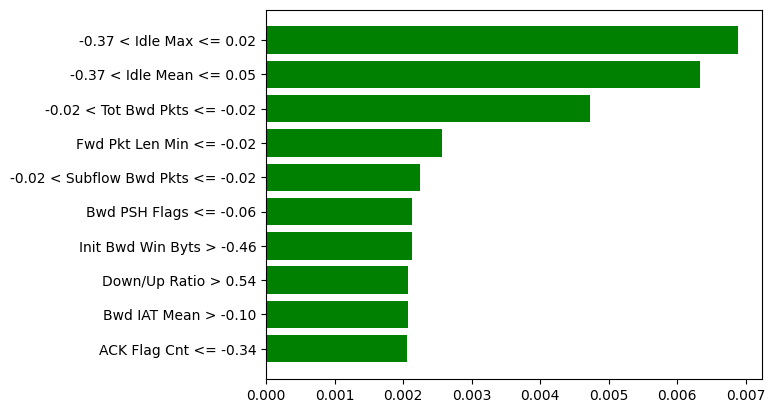 -0.37 < Idle Max <= 0.02
-0.37 < Idle Mean <= 0.05
-0.02 < Tot Bwd Pkts <= -0.02
Fwd Pkt Len Min <= -0.02
-0.02 < Subflow Bwd Pkts <= -0.02
Bwd PSH Flags <= -0.06
Init Bwd Win Byts > -0.46
Down/Up Ratio > 0.54
Bwd IAT Mean > -0.10
ACK Flag Cnt <= -0.34
0.000 0.001 0.002 0.003 0.004 0.005 0.006 0.007